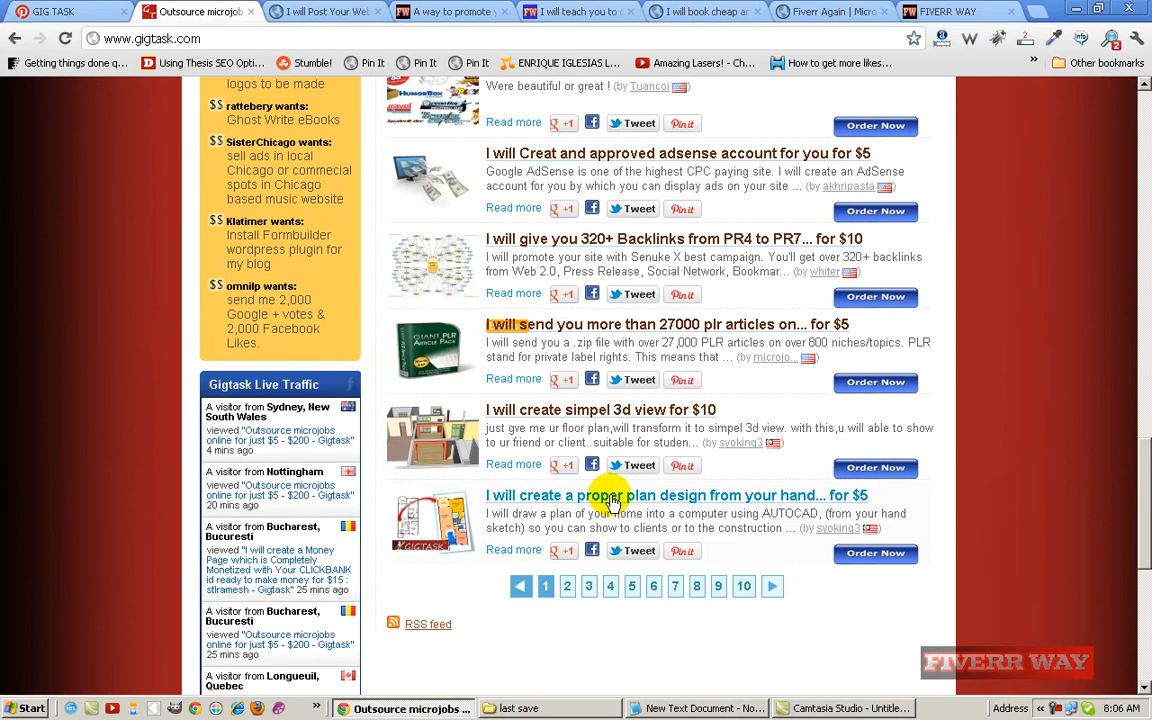 GIG TASK
Outsource microjob
I will Post Your Web
A way to promote
I will teach you to
I will book cheap ar
Fiverr Again | Micro
FIVERR WAY
www.gigtask.com
Getting things done q...
Using Thesis SEO Opti...
Stumble!
Pin It
Pin It
Pin It
ENRIQUE IGLESIAS L...
Amazing Lasers! - Ch...
How to get more likes...
Other bookmarks
logos to be made
$$ rattebery wants:
Ghost Write eBooks
$$ SisterChicago wants:
sell ads in local
Chicago or commecial
spots in Chicago
based music website
$$ Klatimer wants:
Install Formbuilder
wordpress plugin for
my blog
$$ omnilp wants:
send me 2,000
Google + votes &
2,000 Facebook
Likes.
Gigtask Live Traffic
A visitor from Sydney, New
South Wales
viewed "Outsource microjobs
online for just $5 - $200 - Gigtask"
4 mins ago
A visitor from Nottingham
viewed "Outsource microjobs
online for just $5 - $200 - Gigtask"
20 mins ago
A visitor from Bucharest,
Bucuresti
viewed "I will create a Money
Page which is Completely
Monetized with Your CLICKBANK
id ready to make money for $15 :
stlramesh - Gigtask" 25 mins ago
A visitor from Bucharest,
Bucuresti
viewed "Outsource microjobs
online for just $5 - $200 - Gigtask"
25 mins ago
A visitor from Longueuil,
Quebec
Were beautiful or great ! (by Tuancoi)
Read more +1 Tweet Pin it Order Now
I will Creat and approved adsense account for you for $5
Google AdSense is one of the highest CPC paying site. I will create an AdSense
account for you by which you can display ads on your site ... (by akhripasta)
Read more +1 Tweet Pin it Order Now
I will give you 320+ Backlinks from PR4 to PR7... for $10
I will promote your site with Senuke X best campaign. You'll get over 320+ backlinks
from Web 2.0, Press Release, Social Network, Bookmar... (by whiter)
Read more +1 Tweet Pin it Order Now
I will send you more than 27000 plr articles on... for $5
I will send you a .zip file with over 27,000 PLR articles on over 800 niches/topics. PLR
stand for private label rights. This means that ... (by microjo...)
Read more +1 Tweet Pin it Order Now
I will create simpel 3d view for $10
just gve me ur floor plan,will transform it to simpel 3d view. with this,u will able to show
to ur friend or client..suitable for studen... (by syoking3)
Read more +1 Tweet Pin it Order Now
I will create a proper plan design from your hand... for $5
I will draw a plan of your home into a computer using AUTOCAD, (from your hand
sketch) so you can show to clients or to the construction ... (by syoking3)
GIGTASK
Read more +1 Tweet Pin it Order Now
1 2 3 4 5 6 7 8 9 10
RSS feed
FIVERR WAY
Start
Outsource microjobs ...
last save
New Text Document - No...
Camtasia Studio - Untitle...
Address
8:06 AM